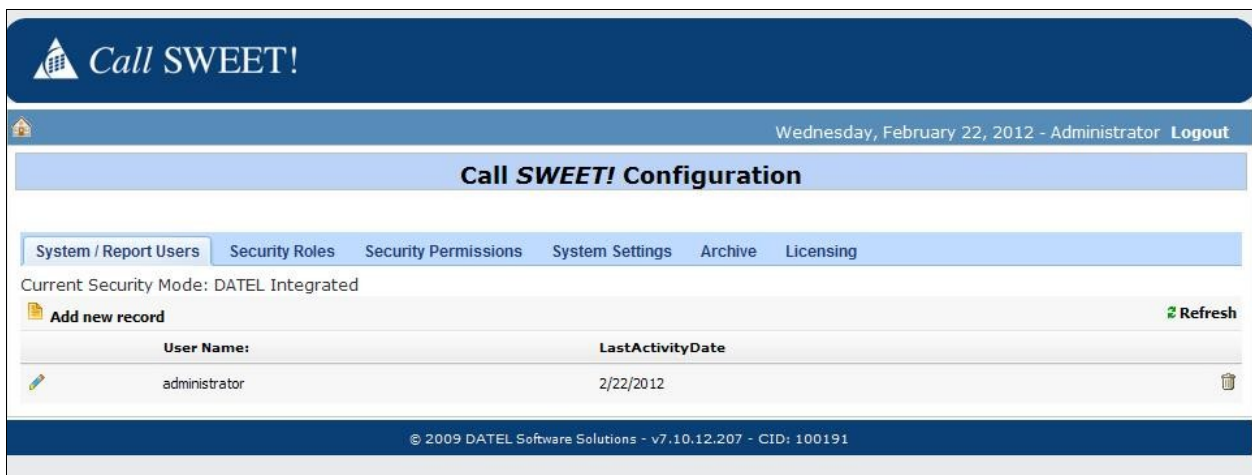 Call SWEET!
Wednesday, February 22, 2012 - Administrator Logout
Call SWEET! Configuration
System / Report Users Security Roles Security Permissions System Settings Archive Licensing
Current Security Mode: DATEL Integrated
Add new record Refresh
User Name: LastActivityDate
administrator 2/22/2012
© 2009 DATEL Software Solutions - v7.10.12.207 - CID: 100191